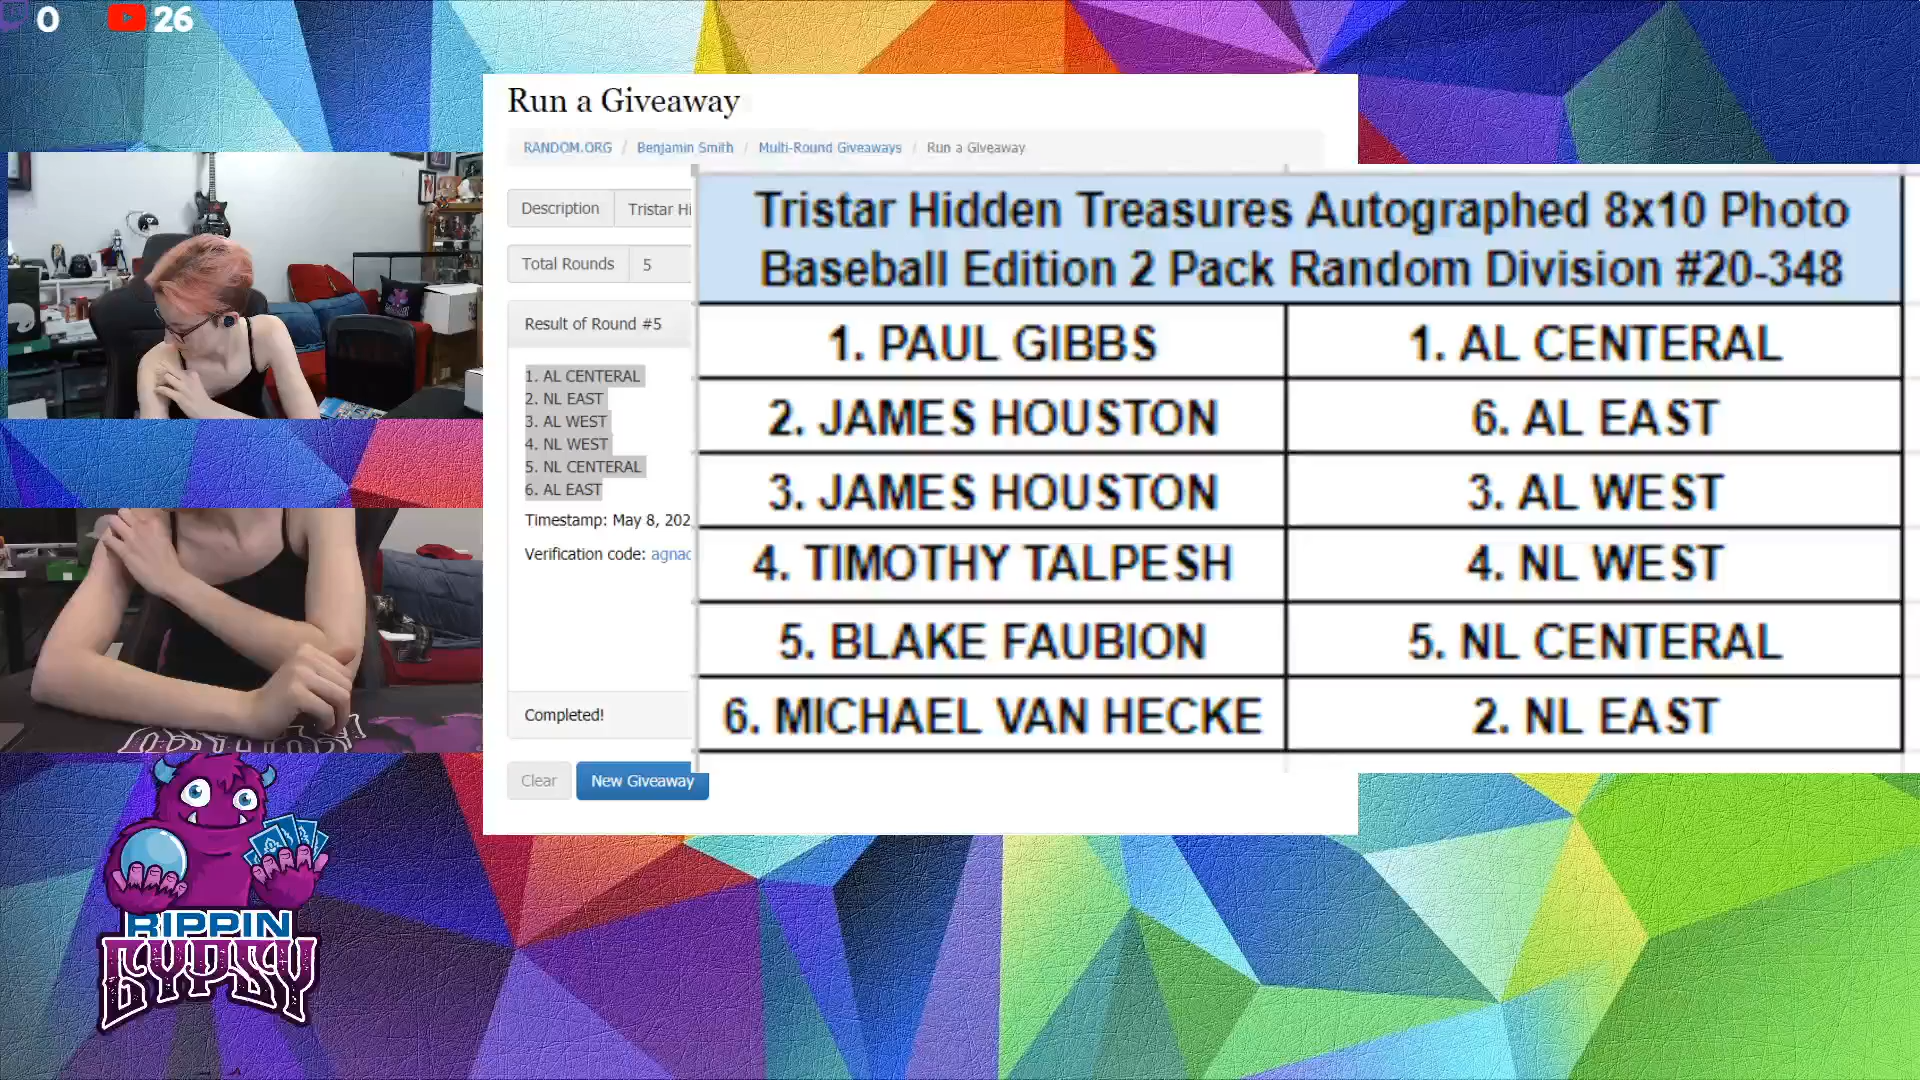 0 26
Run a Giveaway
RANDOM.ORG / Benjamin Smith / Multi-Round Giveaways / Run a Giveaway
Description Tristar Hi
Total Rounds 5
Result of Round #5
1. AL CENTERAL
2. NL EAST
3. AL WEST
4. NL WEST
5. NL CENTERAL
6. AL EAST
Timestamp: May 8, 202
Verification code: agnac
Completed!
Clear New Giveaway
Tristar Hidden Treasures Autographed 8x10 Photo
Baseball Edition 2 Pack Random Division #20-348
1. PAUL GIBBS 1. AL CENTERAL
2. JAMES HOUSTON 6. AL EAST
3. JAMES HOUSTON 3. AL WEST
4. TIMOTHY TALPESH 4. NL WEST
5. BLAKE FAUBION 5. NL CENTERAL
6. MICHAEL VAN HECKE 2. NL EAST
RIPPIN
GYPSY